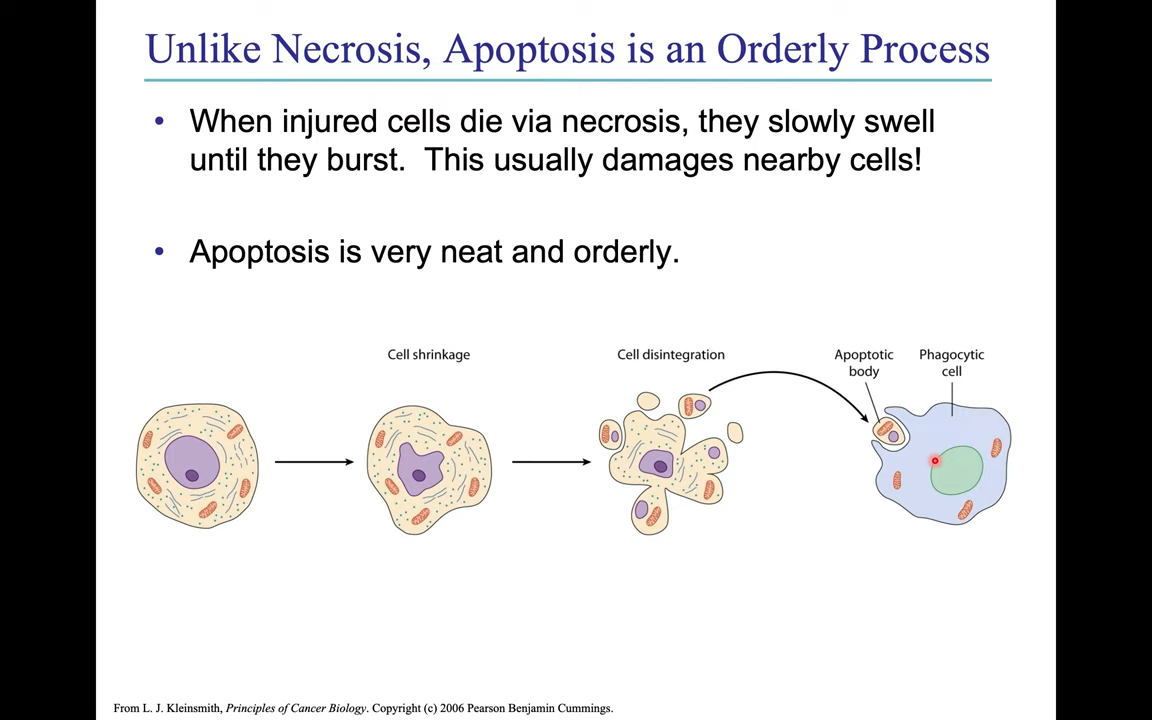 Unlike Necrosis, Apoptosis is an Orderly Process
• When injured cells die via necrosis, they slowly swell
until they burst.  This usually damages nearby cells!
• Apoptosis is very neat and orderly.
Cell shrinkage
Cell disintegration
Apoptotic
body
Phagocytic
cell
From L. J. Kleinsmith, Principles of Cancer Biology. Copyright (c) 2006 Pearson Benjamin Cummings.